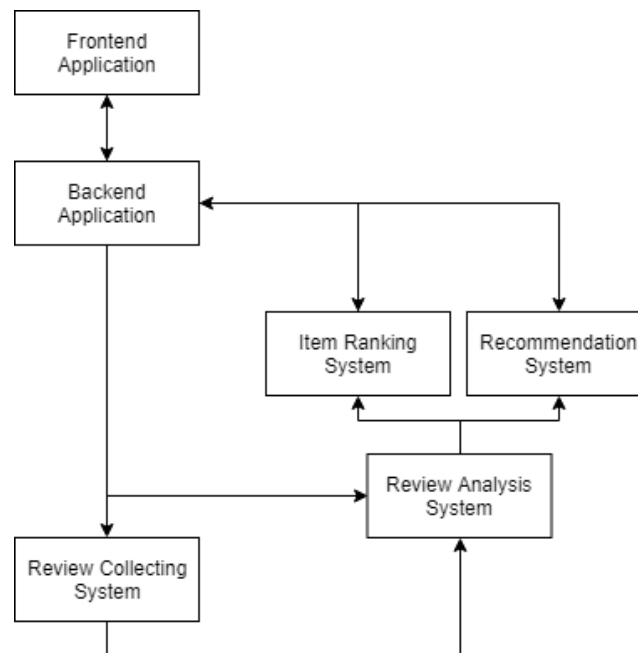 Frontend
Application
Backend
Application
Item Ranking
System
Recommendation
System
Review Analysis
System
Review Collecting
System